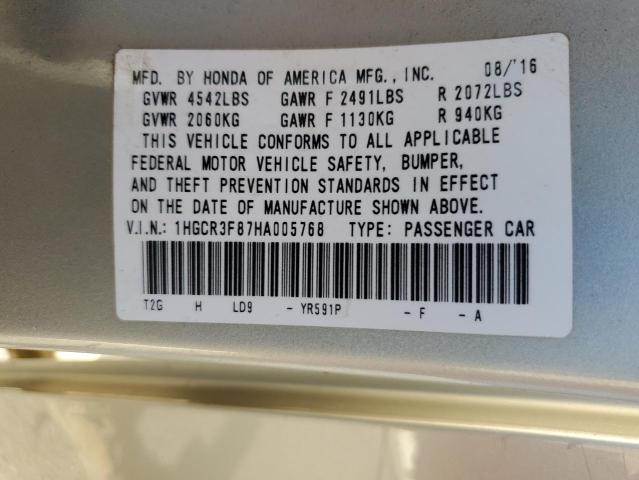 MFD. BY HONDA OF AMERICA MFG., INC. 08/'16
GVWR 4542LBS GAWR F 2491LBS R 2072LBS
GVWR 2060KG GAWR F 1130KG R 940KG
THIS VEHICLE CONFORMS TO ALL APPLICABLE
FEDERAL MOTOR VEHICLE SAFETY, BUMPER,
AND THEFT PREVENTION STANDARDS IN EFFECT
ON THE DATE OF MANUFACTURE SHOWN ABOVE.
V.I.N.: 1HGCR3F87HA005768 TYPE: PASSENGER CAR
T2G H LD9 - YR591P - F - A